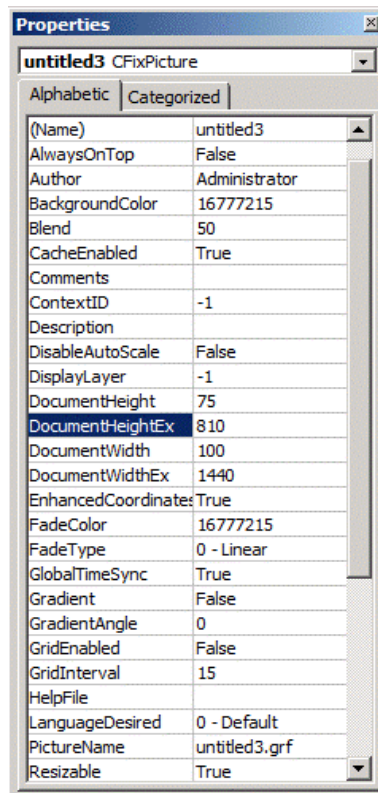 Properties
untitled3 CFixPicture
Alphabetic Categorized
(Name) untitled3
AlwaysOnTop False
Author Administrator
BackgroundColor 16777215
Blend 50
CacheEnabled True
Comments
ContextID -1
Description
DisableAutoScale False
DisplayLayer -1
DocumentHeight 75
DocumentHeightEx 810
DocumentWidth 100
DocumentWidthEx 1440
EnhancedCoordinates True
FadeColor 16777215
FadeType 0 - Linear
GlobalTimeSync True
Gradient False
GradientAngle 0
GridEnabled False
GridInterval 15
HelpFile
LanguageDesired 0 - Default
PictureName untitled3.grf
Resizable True